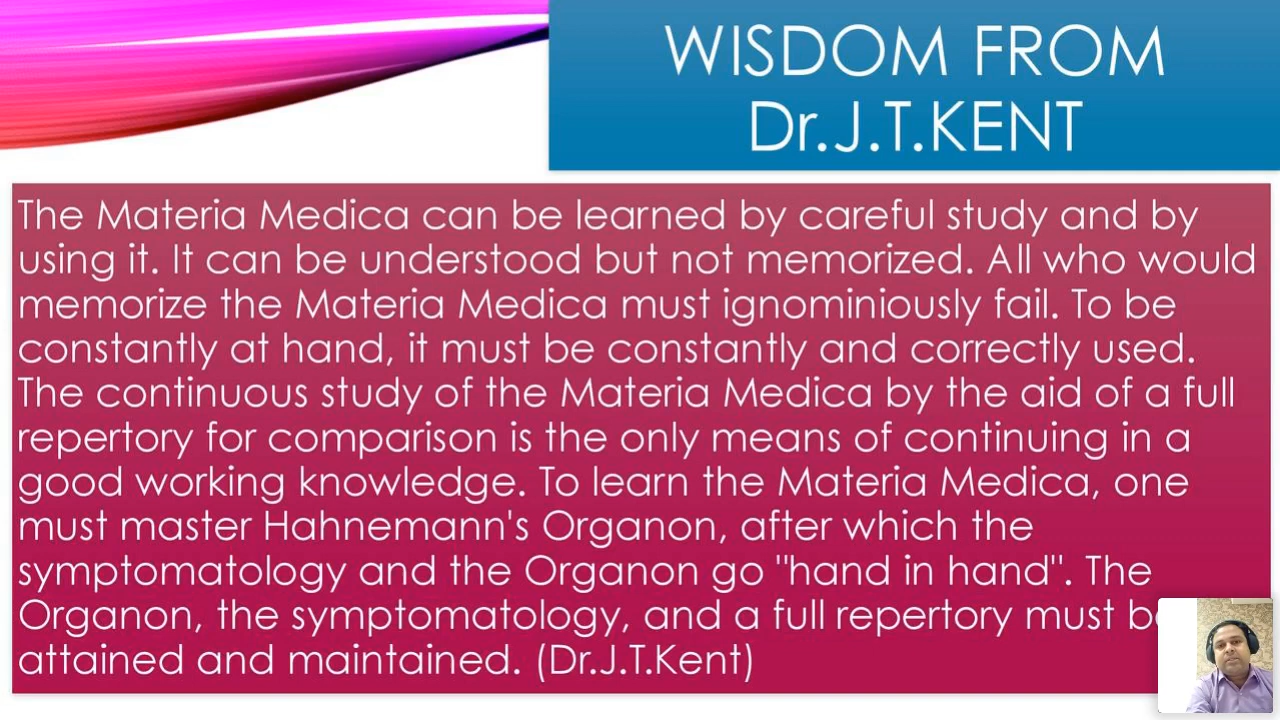 WISDOM FROM
Dr.J.T.KENT
The Materia Medica can be learned by careful study and by
using it. It can be understood but not memorized. All who would
memorize the Materia Medica must ignominiously fail. To be
constantly at hand, it must be constantly and correctly used.
The continuous study of the Materia Medica by the aid of a full
repertory for comparison is the only means of continuing in a
good working knowledge. To learn the Materia Medica, one
must master Hahnemann's Organon, after which the
symptomatology and the Organon go "hand in hand". The
Organon, the symptomatology, and a full repertory must be
attained and maintained. (Dr.J.T.Kent)